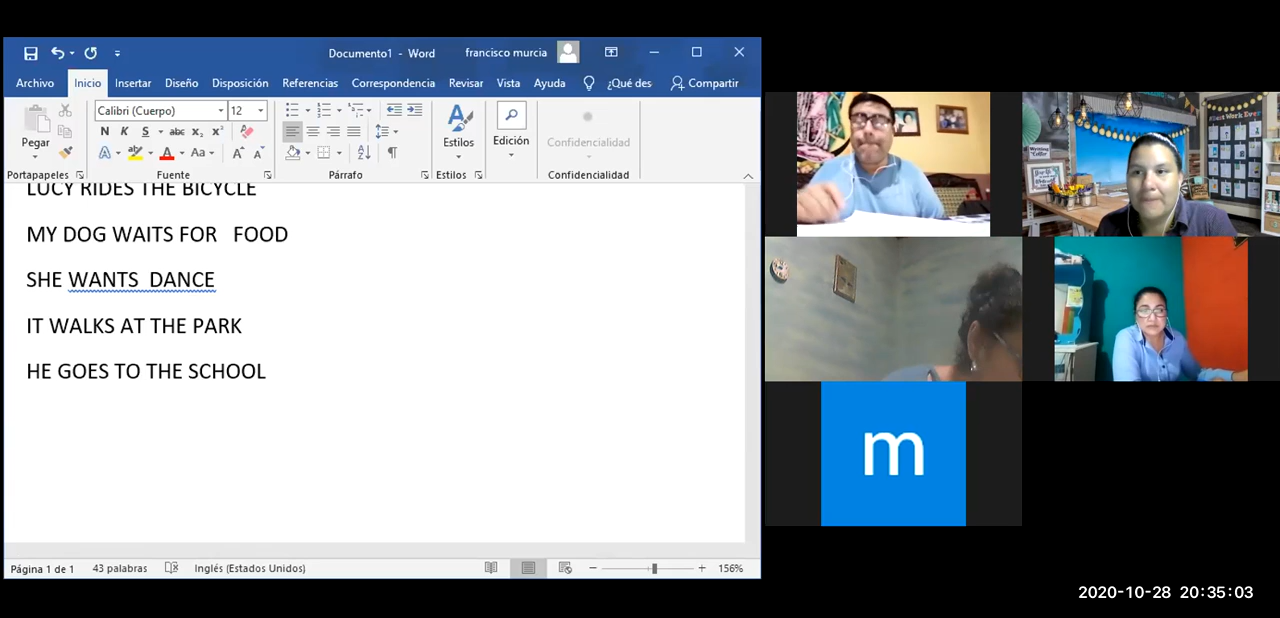 Documento1 - Word
francisco murcia
Archivo
Inicio
Insertar
Diseño
Disposición
Referencias
Correspondencia
Revisar
Vista
Ayuda
¿Qué des
Compartir
Pegar
Calibri (Cuerpo)
12
N K S abc x₂ x²
A ab A Aa A A
Estilos
Edición
Confidencialidad
Portapapeles
Fuente
Párrafo
Estilos
Confidencialidad
LUCY RIDES THE BICYCLE
MY DOG WAITS FOR FOOD
SHE WANTS DANCE
IT WALKS AT THE PARK
HE GOES TO THE SCHOOL
Página 1 de 1
43 palabras
Inglés (Estados Unidos)
156%
m
2020-10-28 20:35:03